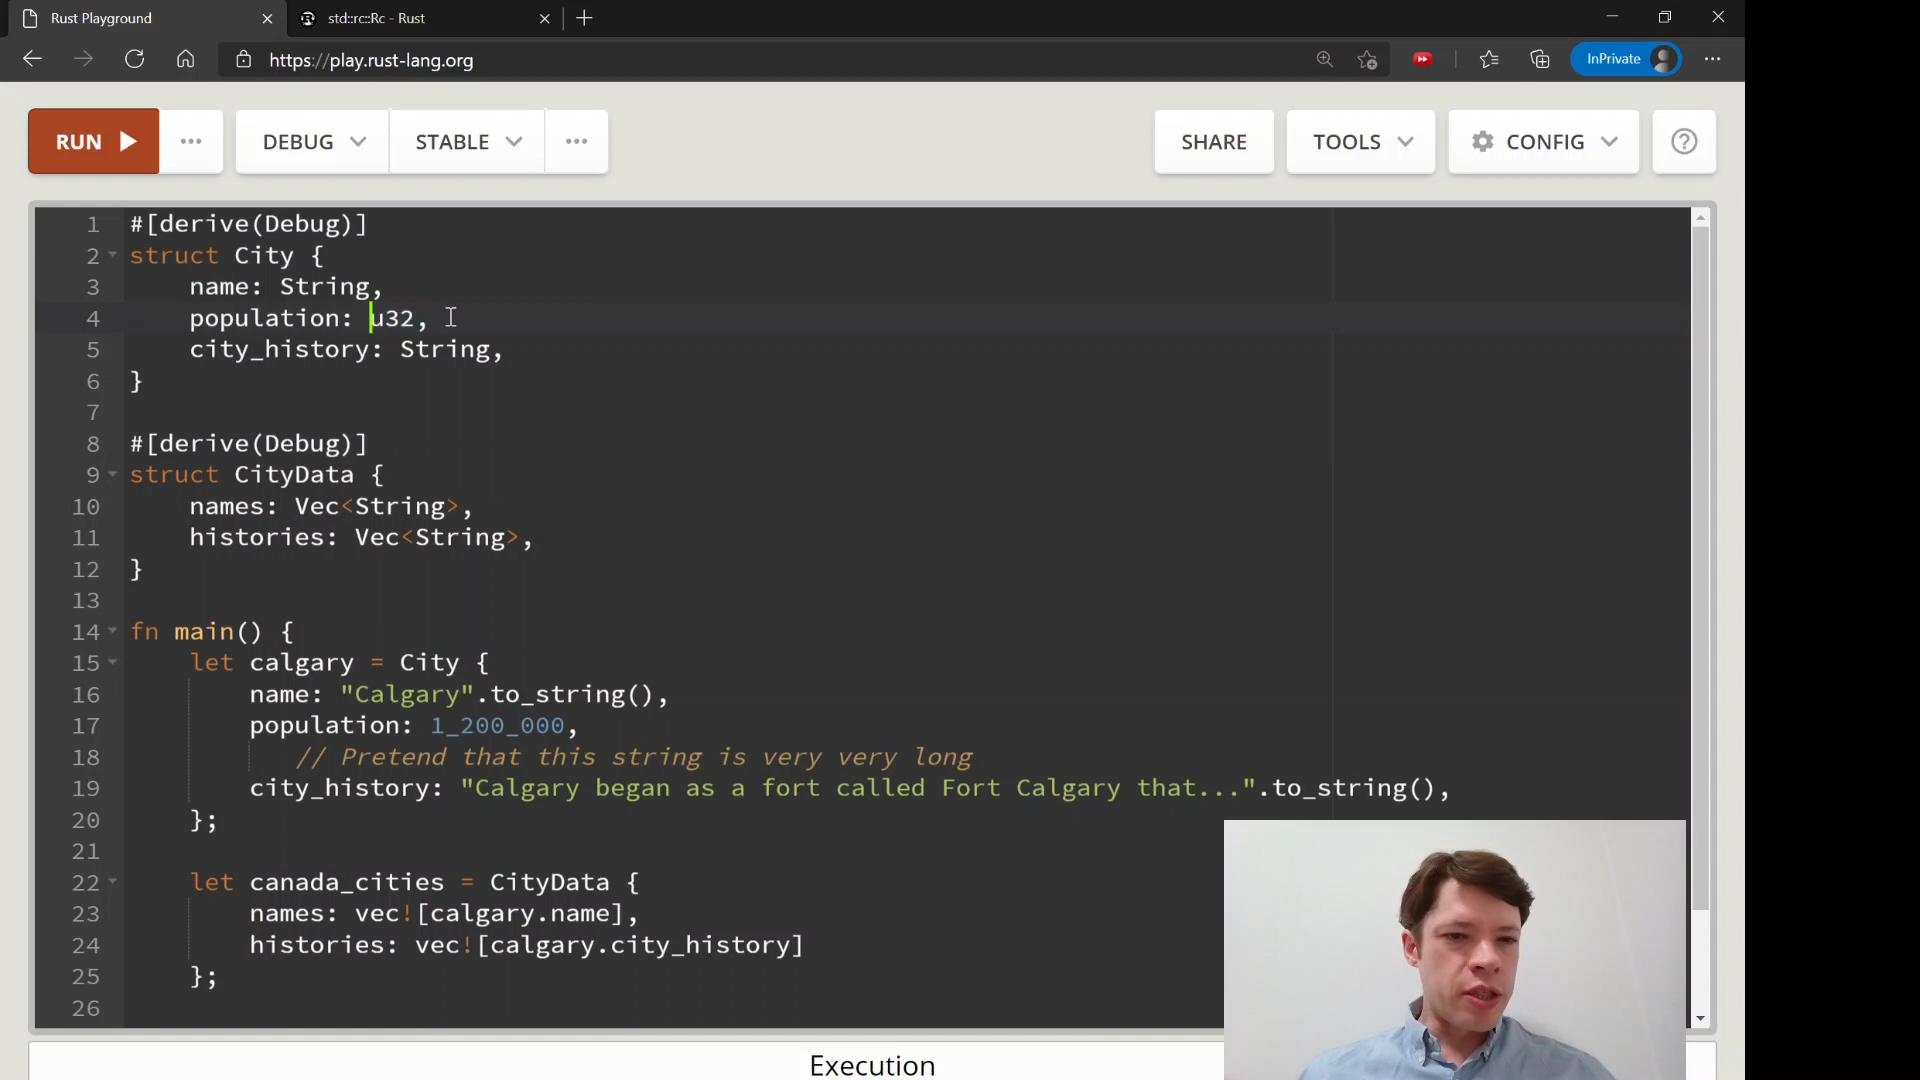 Rust Playground
std::rc::Rc - Rust
https://play.rust-lang.org
InPrivate
RUN
DEBUG
STABLE
SHARE
TOOLS
CONFIG
1 #[derive(Debug)]
2 struct City {
3     name: String,
4     population: u32,
5     city_history: String,
6 }
7
8 #[derive(Debug)]
9 struct CityData {
10     names: Vec<String>,
11     histories: Vec<String>,
12 }
13
14 fn main() {
15     let calgary = City {
16         name: "Calgary".to_string(),
17         population: 1_200_000,
18            // Pretend that this string is very very long
19         city_history: "Calgary began as a fort called Fort Calgary that...".to_string(),
20     };
21
22     let canada_cities = CityData {
23         names: vec![calgary.name],
24         histories: vec![calgary.city_history]
25     };
26
Execution